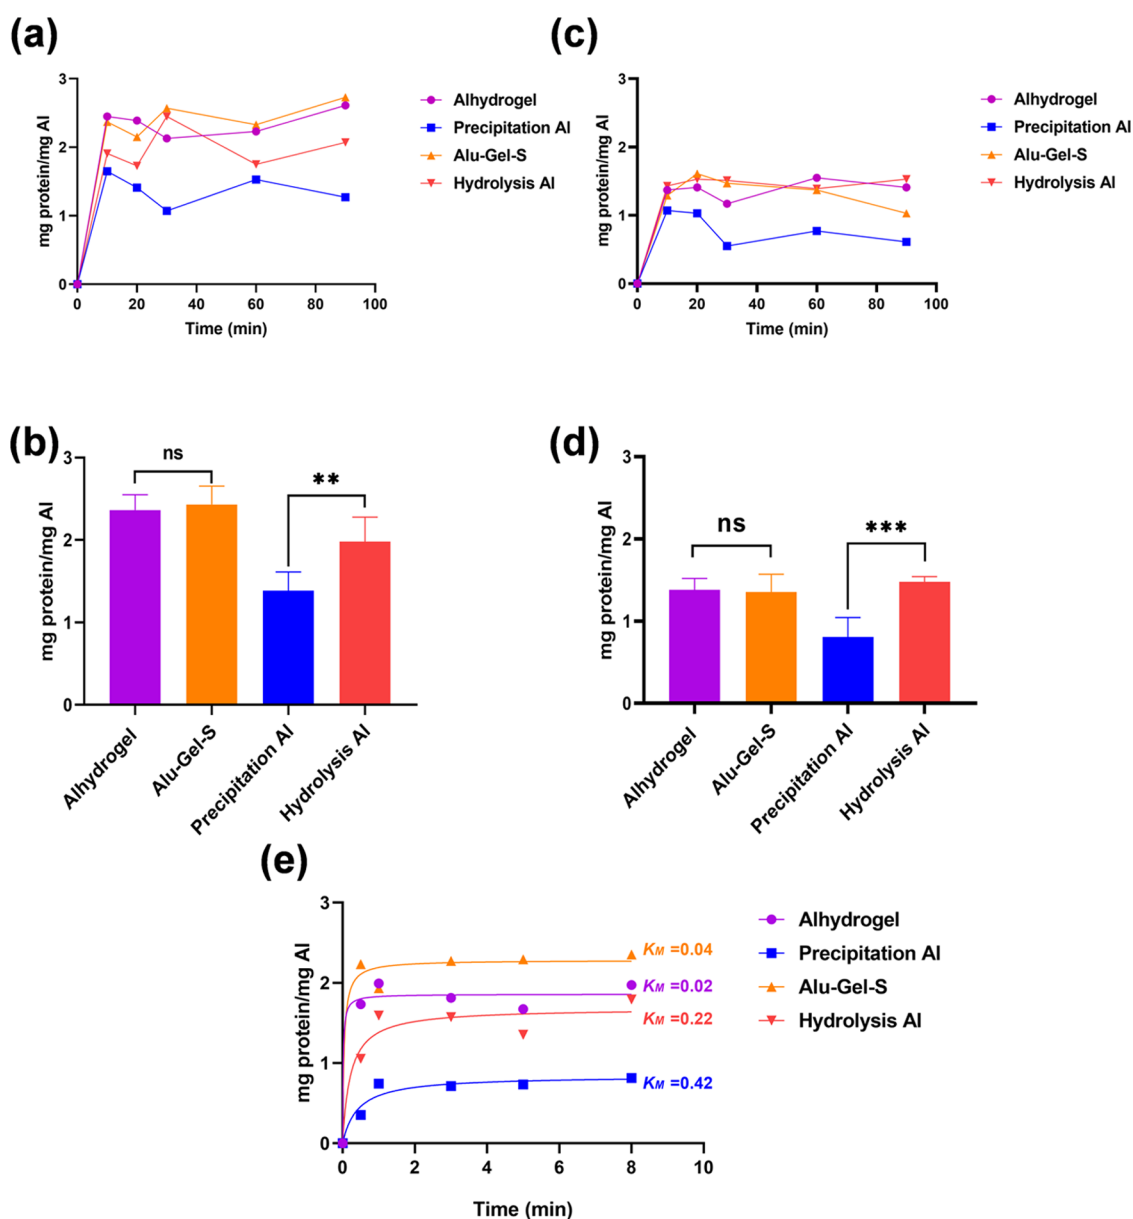 (a)
mg protein/mg Al
3
2
1
0
0 20 40 60 80 100
Time (min)
Alhydrogel
Precipitation Al
Alu-Gel-S
Hydrolysis Al
(c)
mg protein/mg Al
3
2
1
0
0 20 40 60 80 100
Time (min)
Alhydrogel
Precipitation Al
Alu-Gel-S
Hydrolysis Al
(b)
mg protein/mg Al
3
2
1
0
ns
**
Alhydrogel
Alu-Gel-S
Precipitation Al
Hydrolysis Al
(d)
mg protein/mg Al
3
2
1
0
ns
***
Alhydrogel
Alu-Gel-S
Precipitation Al
Hydrolysis Al
(e)
mg protein/mg Al
3
2
1
0
0 2 4 6 8 10
Time (min)
KM =0.04
KM =0.02
KM =0.22
KM =0.42
Alhydrogel
Precipitation Al
Alu-Gel-S
Hydrolysis Al